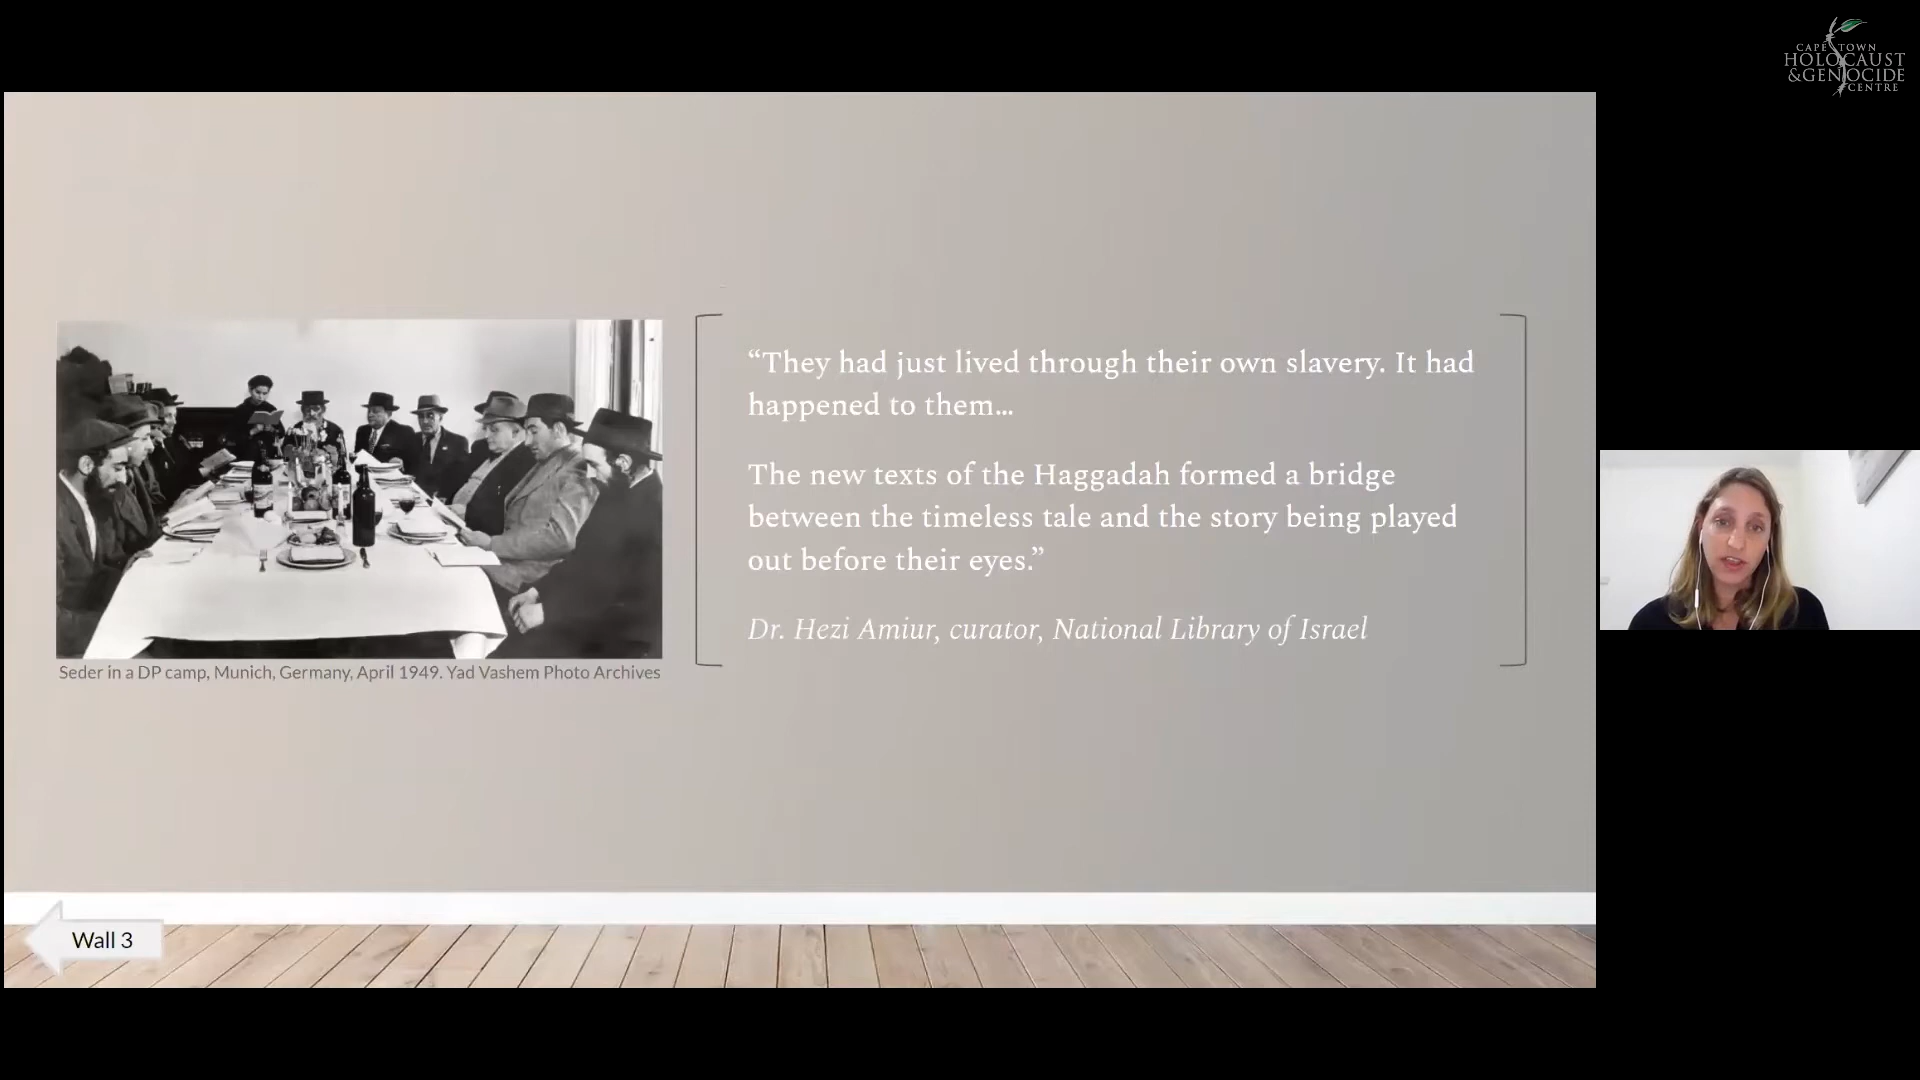 CAPE TOWN
HOLOCAUST
&GENOCIDE
CENTRE
“They had just lived through their own slavery. It had
happened to them...
The new texts of the Haggadah formed a bridge
between the timeless tale and the story being played
out before their eyes.”
Dr. Hezi Amiur, curator, National Library of Israel
Seder in a DP camp, Munich, Germany, April 1949. Yad Vashem Photo Archives
Wall 3